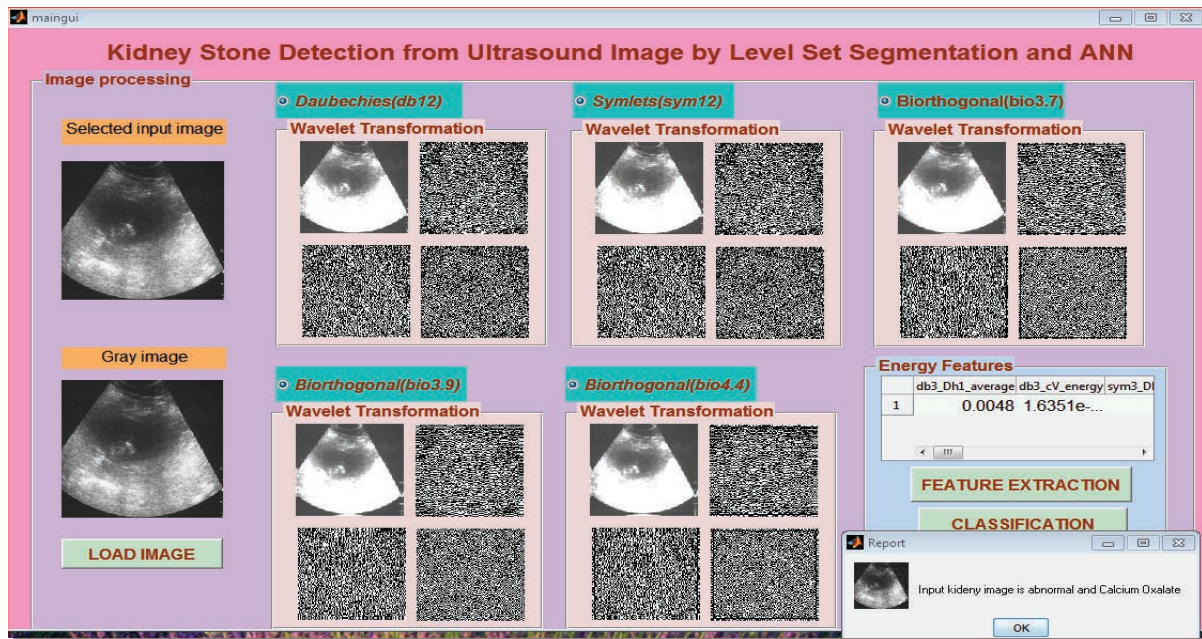 maingui
Kidney Stone Detection from Ultrasound Image by Level Set Segmentation and ANN
Image processing
Selected input image
Gray image
LOAD IMAGE
Daubechies(db12)
Wavelet Transformation
Symlets(sym12)
Wavelet Transformation
Biorthogonal(bio3.7)
Wavelet Transformation
Biorthogonal(bio3.9)
Wavelet Transformation
Biorthogonal(bio4.4)
Wavelet Transformation
Energy Features
db3_Dh1_average db3_cV_energy sym3_Dl
1 0.0048 1.6351e-...
FEATURE EXTRACTION
CLASSIFICATION
Report
Input kideny image is abnormal and Calcium Oxalate
OK